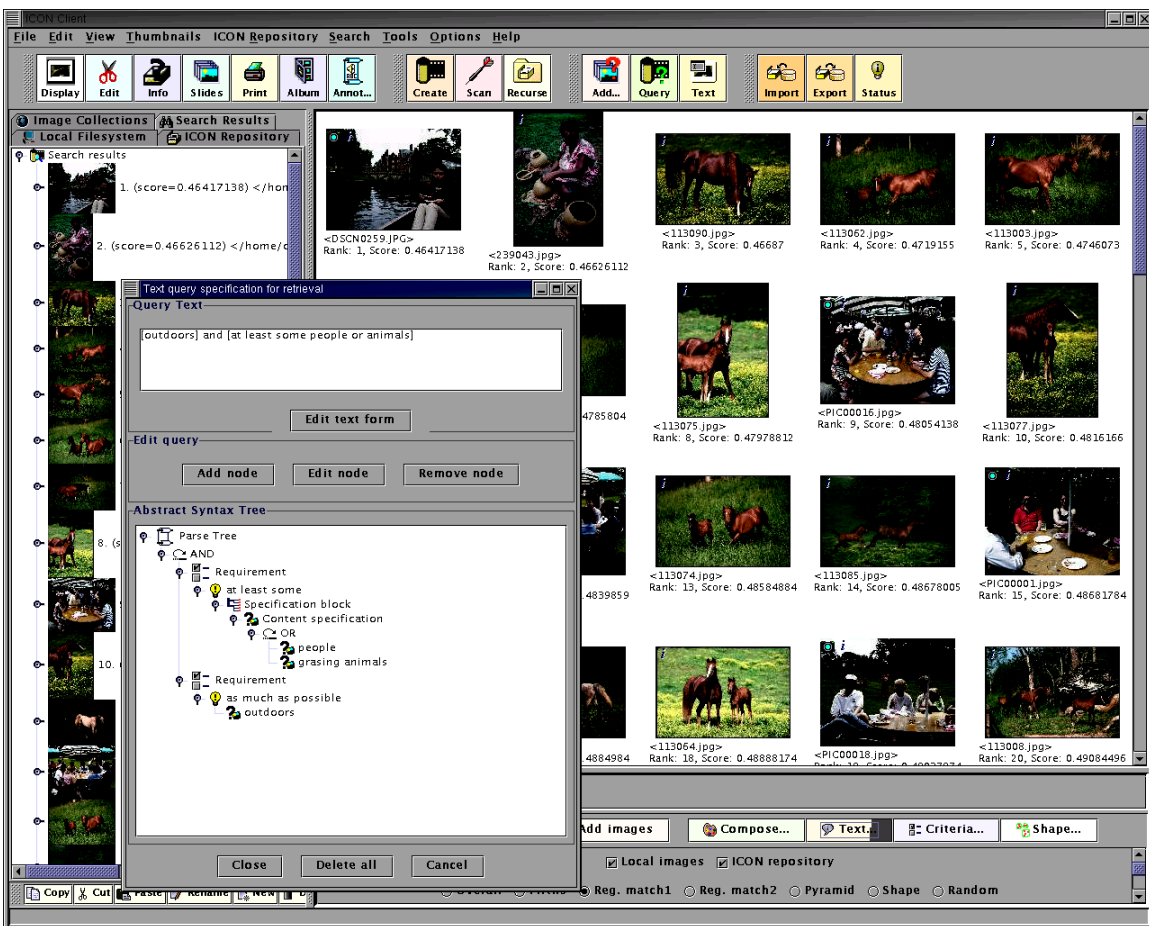 ICON Client
File Edit View Thumbnails ICON Repository Search Tools Options Help
Display Edit Info Slides Print Album Annot... Create Scan Recurse Add... Query Text Import Export Status
Image Collections Search Results
Local Filesystem ICON Repository
Search results
1. (score=0.46417138) </hom
2. (score=0.46626112) </home/c
8. (s
10.
<DSCN0259.JPG>
Rank: 1, Score: 0.46417138
<239043.jpg>
Rank: 2, Score: 0.46626112
<113090.jpg>
Rank: 3, Score: 0.46687
<113062.jpg>
Rank: 4, Score: 0.4719155
<113003.jpg>
Rank: 5, Score: 0.4746073
4785804
<113075.jpg>
Rank: 8, Score: 0.47978812
<PIC00016.jpg>
Rank: 9, Score: 0.48054138
<113077.jpg>
Rank: 10, Score: 0.4816166
4839859
<113074.jpg>
Rank: 13, Score: 0.48584884
<113085.jpg>
Rank: 14, Score: 0.48678005
<PIC00001.jpg>
Rank: 15, Score: 0.48681784
4884984
<113064.jpg>
Rank: 18, Score: 0.48888174
<PIC00018.jpg>
<113008.jpg>
Rank: 20, Score: 0.49084496
Text query specification for retrieval
Query Text
[outdoors] and [at least some people or animals]
Edit text form
Edit query
Add node Edit node Remove node
Abstract Syntax Tree
Parse Tree
AND
Requirement
at least some
Specification block
Content specification
OR
people
grasing animals
Requirement
as much as possible
outdoors
Close Delete all Cancel
Add images Compose... Text... Criteria... Shape...
Local images ICON repository
Reg. match1 Reg. match2 Pyramid Shape Random
Copy Cut Paste Rename New